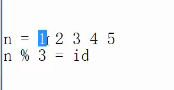 n = 1 2 3 4 5
n % 3 = id